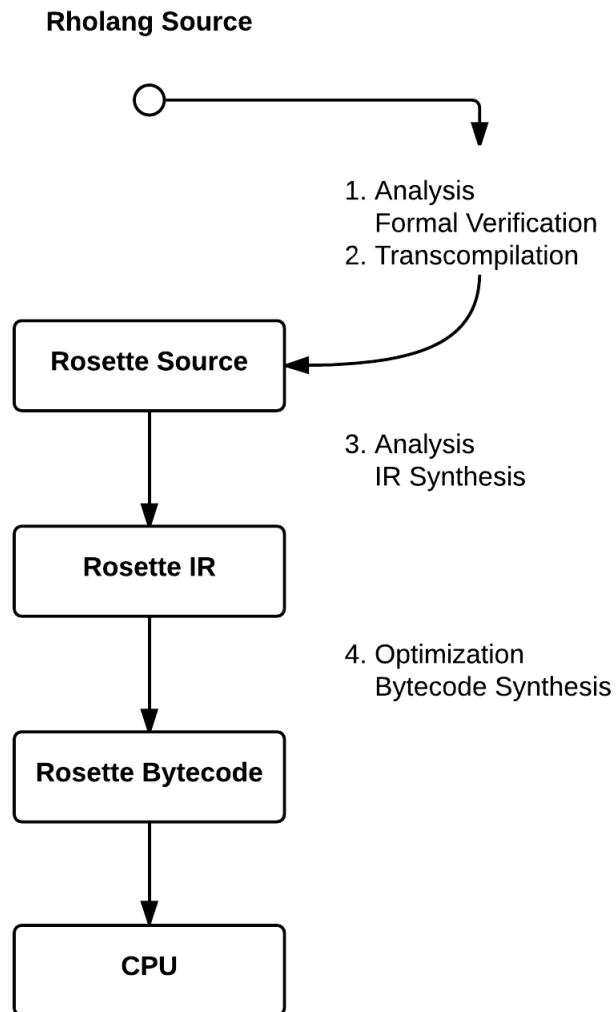 Rholang Source
1. Analysis
Formal Verification
2. Transcompilation
Rosette Source
3. Analysis
IR Synthesis
Rosette IR
4. Optimization
Bytecode Synthesis
Rosette Bytecode
CPU